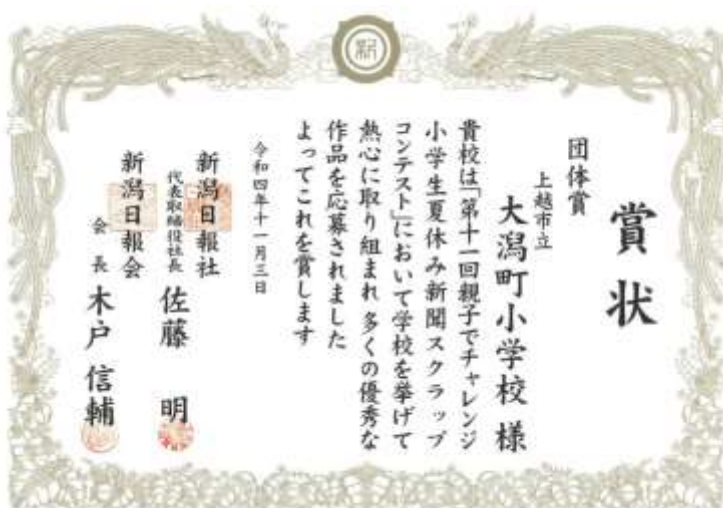 賞状
団体賞
上越市立
大潟町小学校 様
貴校は「第十一回親子でチャレンジ
小学生夏休み新聞スクラップ
コンテスト」において学校を挙げて
熱心に取り組まれ 多くの優秀な
作品を応募されました
よってこれを賞します
令和四年十一月三日
新潟日報社
代表取締役社長 佐藤 明
新潟日報会
会長 木戸 信輔